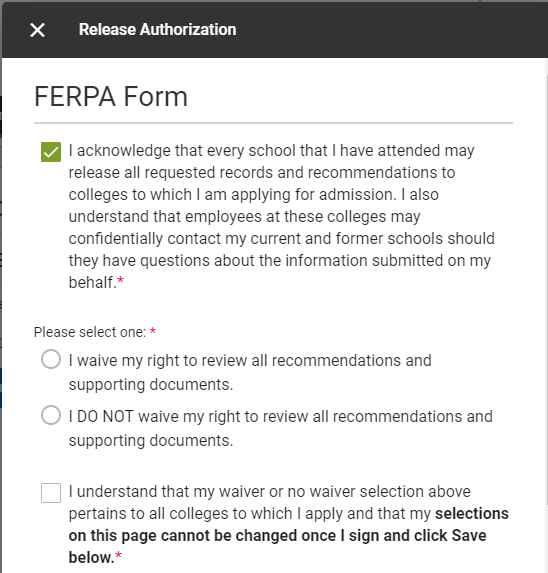 Release Authorization
FERPA Form
I acknowledge that every school that I have attended may
release all requested records and recommendations to
colleges to which I am applying for admission. I also
understand that employees at these colleges may
confidentially contact my current and former schools should
they have questions about the information submitted on my
behalf.*
Please select one: *
I waive my right to review all recommendations and
supporting documents.
I DO NOT waive my right to review all recommendations and
supporting documents.
I understand that my waiver or no waiver selection above
pertains to all colleges to which I apply and that my selections
on this page cannot be changed once I sign and click Save
below.*